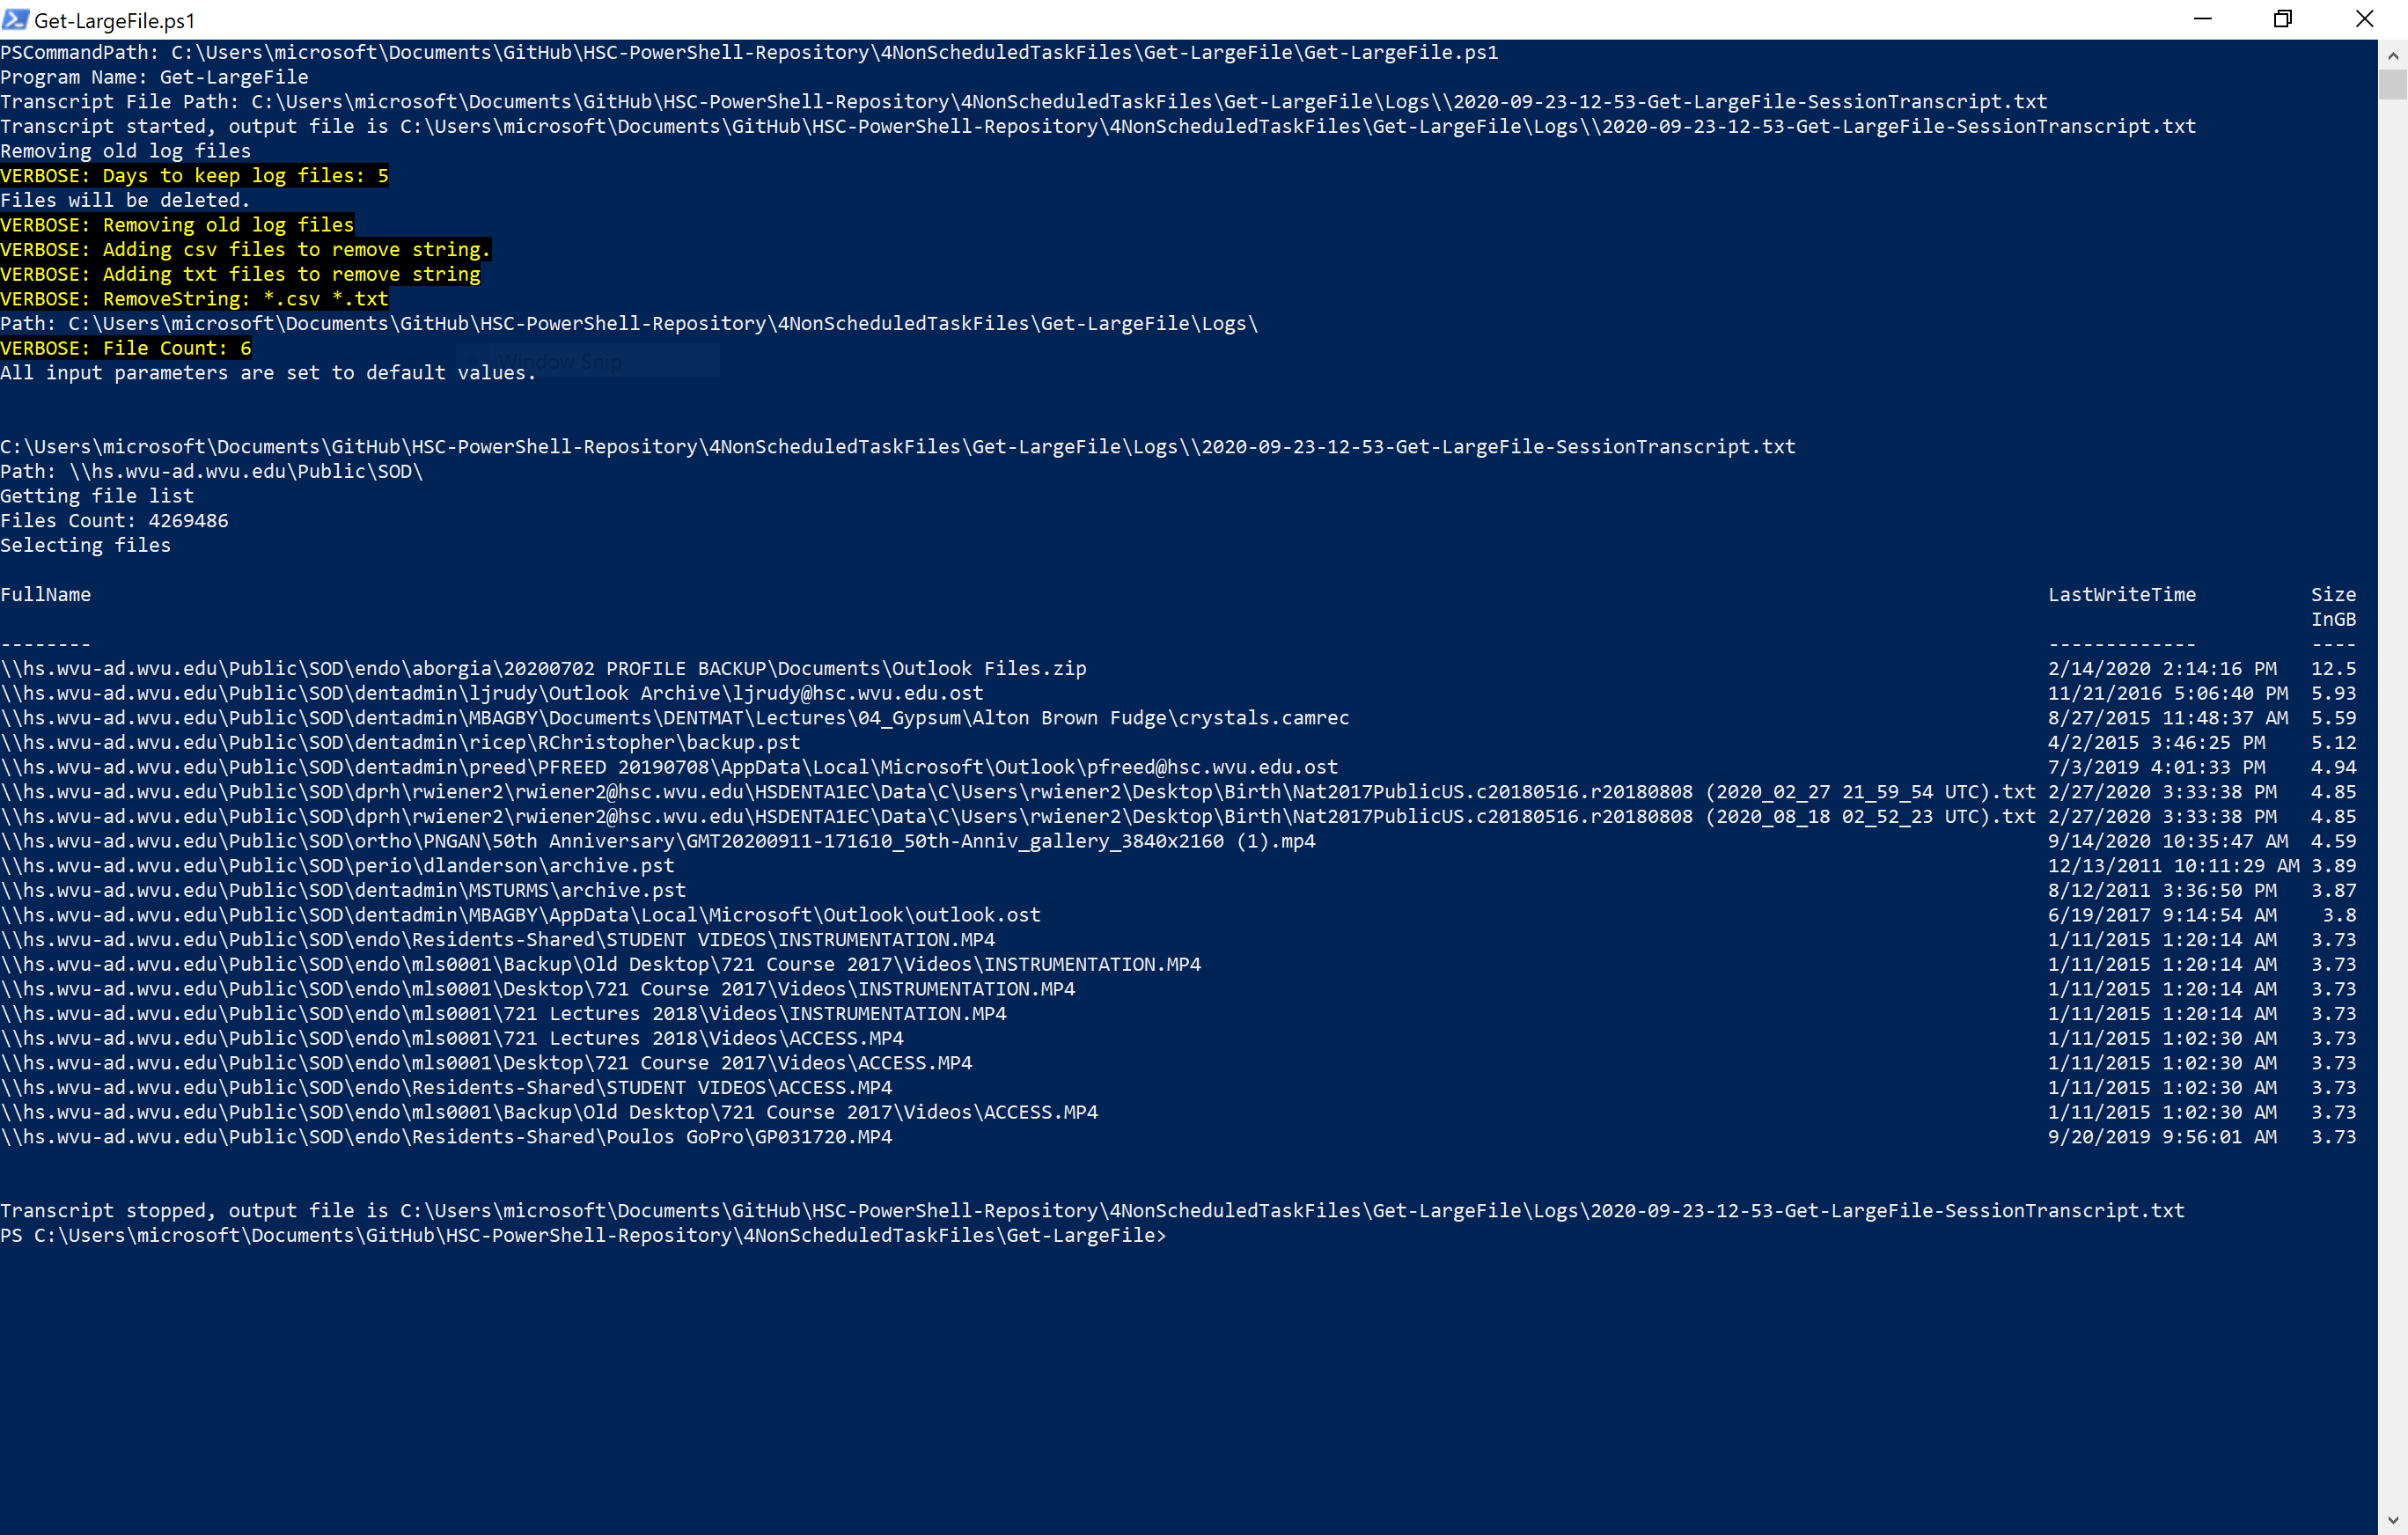 Get-LargeFile.ps1
PSCommandPath: C:\Users\microsoft\Documents\GitHub\HSC-PowerShell-Repository\4NonScheduledTaskFiles\Get-LargeFile\Get-LargeFile.ps1
Program Name: Get-LargeFile
Transcript File Path: C:\Users\microsoft\Documents\GitHub\HSC-PowerShell-Repository\4NonScheduledTaskFiles\Get-LargeFile\Logs\\2020-09-23-12-53-Get-LargeFile-SessionTranscript.txt
Transcript started, output file is C:\Users\microsoft\Documents\GitHub\HSC-PowerShell-Repository\4NonScheduledTaskFiles\Get-LargeFile\Logs\\2020-09-23-12-53-Get-LargeFile-SessionTranscript.txt
Removing old log files
VERBOSE: Days to keep log files: 5
Files will be deleted.
VERBOSE: Removing old log files
VERBOSE: Adding csv files to remove string.
VERBOSE: Adding txt files to remove string
VERBOSE: RemoveString: *.csv *.txt
Path: C:\Users\microsoft\Documents\GitHub\HSC-PowerShell-Repository\4NonScheduledTaskFiles\Get-LargeFile\Logs\
VERBOSE: File Count: 6
Window Snip
All input parameters are set to default values.
C:\Users\microsoft\Documents\GitHub\HSC-PowerShell-Repository\4NonScheduledTaskFiles\Get-LargeFile\Logs\\2020-09-23-12-53-Get-LargeFile-SessionTranscript.txt
Path: \\hs.wvu-ad.wvu.edu\Public\SOD\
Getting file list
Files Count: 4269486
Selecting files
FullName LastWriteTime Size
InGB
-------- ------------- ----
\\hs.wvu-ad.wvu.edu\Public\SOD\endo\aborgia\20200702 PROFILE BACKUP\Documents\Outlook Files.zip 2/14/2020 2:14:16 PM 12.5
\\hs.wvu-ad.wvu.edu\Public\SOD\dentadmin\ljrudy\Outlook Archive\ljrudy@hsc.wvu.edu.ost 11/21/2016 5:06:40 PM 5.93
\\hs.wvu-ad.wvu.edu\Public\SOD\dentadmin\MBAGBY\Documents\DENTMAT\Lectures\04_Gypsum\Alton Brown Fudge\crystals.camrec 8/27/2015 11:48:37 AM 5.59
\\hs.wvu-ad.wvu.edu\Public\SOD\dentadmin\ricep\RChristopher\backup.pst 4/2/2015 3:46:25 PM 5.12
\\hs.wvu-ad.wvu.edu\Public\SOD\dentadmin\preed\PFREED 20190708\AppData\Local\Microsoft\Outlook\pfreed@hsc.wvu.edu.ost 7/3/2019 4:01:33 PM 4.94
\\hs.wvu-ad.wvu.edu\Public\SOD\dprh\rwiener2\rwiener2@hsc.wvu.edu\HSDENTA1EC\Data\C\Users\rwiener2\Desktop\Birth\Nat2017PublicUS.c20180516.r20180808 (2020_02_27 21_59_54 UTC).txt 2/27/2020 3:33:38 PM 4.85
\\hs.wvu-ad.wvu.edu\Public\SOD\dprh\rwiener2\rwiener2@hsc.wvu.edu\HSDENTA1EC\Data\C\Users\rwiener2\Desktop\Birth\Nat2017PublicUS.c20180516.r20180808 (2020_08_18 02_52_23 UTC).txt 2/27/2020 3:33:38 PM 4.85
\\hs.wvu-ad.wvu.edu\Public\SOD\ortho\PNGAN\50th Anniversary\GMT20200911-171610_50th-Anniv_gallery_3840x2160 (1).mp4 9/14/2020 10:35:47 AM 4.59
\\hs.wvu-ad.wvu.edu\Public\SOD\perio\dlanderson\archive.pst 12/13/2011 10:11:29 AM 3.89
\\hs.wvu-ad.wvu.edu\Public\SOD\dentadmin\MSTURMS\archive.pst 8/12/2011 3:36:50 PM 3.87
\\hs.wvu-ad.wvu.edu\Public\SOD\dentadmin\MBAGBY\AppData\Local\Microsoft\Outlook\outlook.ost 6/19/2017 9:14:54 AM 3.8
\\hs.wvu-ad.wvu.edu\Public\SOD\endo\Residents-Shared\STUDENT VIDEOS\INSTRUMENTATION.MP4 1/11/2015 1:20:14 AM 3.73
\\hs.wvu-ad.wvu.edu\Public\SOD\endo\mls0001\Backup\Old Desktop\721 Course 2017\Videos\INSTRUMENTATION.MP4 1/11/2015 1:20:14 AM 3.73
\\hs.wvu-ad.wvu.edu\Public\SOD\endo\mls0001\Desktop\721 Course 2017\Videos\INSTRUMENTATION.MP4 1/11/2015 1:20:14 AM 3.73
\\hs.wvu-ad.wvu.edu\Public\SOD\endo\mls0001\721 Lectures 2018\Videos\INSTRUMENTATION.MP4 1/11/2015 1:20:14 AM 3.73
\\hs.wvu-ad.wvu.edu\Public\SOD\endo\mls0001\721 Lectures 2018\Videos\ACCESS.MP4 1/11/2015 1:02:30 AM 3.73
\\hs.wvu-ad.wvu.edu\Public\SOD\endo\mls0001\Desktop\721 Course 2017\Videos\ACCESS.MP4 1/11/2015 1:02:30 AM 3.73
\\hs.wvu-ad.wvu.edu\Public\SOD\endo\Residents-Shared\STUDENT VIDEOS\ACCESS.MP4 1/11/2015 1:02:30 AM 3.73
\\hs.wvu-ad.wvu.edu\Public\SOD\endo\mls0001\Backup\Old Desktop\721 Course 2017\Videos\ACCESS.MP4 1/11/2015 1:02:30 AM 3.73
\\hs.wvu-ad.wvu.edu\Public\SOD\endo\Residents-Shared\Poulos GoPro\GP031720.MP4 9/20/2019 9:56:01 AM 3.73
Transcript stopped, output file is C:\Users\microsoft\Documents\GitHub\HSC-PowerShell-Repository\4NonScheduledTaskFiles\Get-LargeFile\Logs\2020-09-23-12-53-Get-LargeFile-SessionTranscript.txt
PS C:\Users\microsoft\Documents\GitHub\HSC-PowerShell-Repository\4NonScheduledTaskFiles\Get-LargeFile>